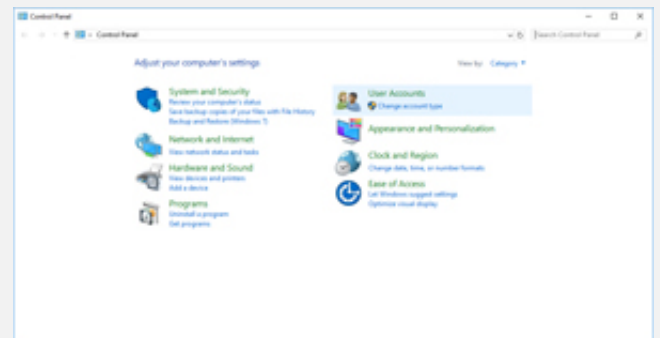 Control Panel
Control Panel
Search Control Panel
Adjust your computer's settings
View by: Category
System and Security
Review your computer's status
Save backup copies of your files with File History
Backup and Restore (Windows 7)
Network and Internet
View network status and tasks
Hardware and Sound
View devices and printers
Add a device
Programs
Uninstall a program
Get programs
User Accounts
Change account type
Appearance and Personalization
Clock and Region
Change date, time, or number formats
Ease of Access
Let Windows suggest settings
Optimize visual display